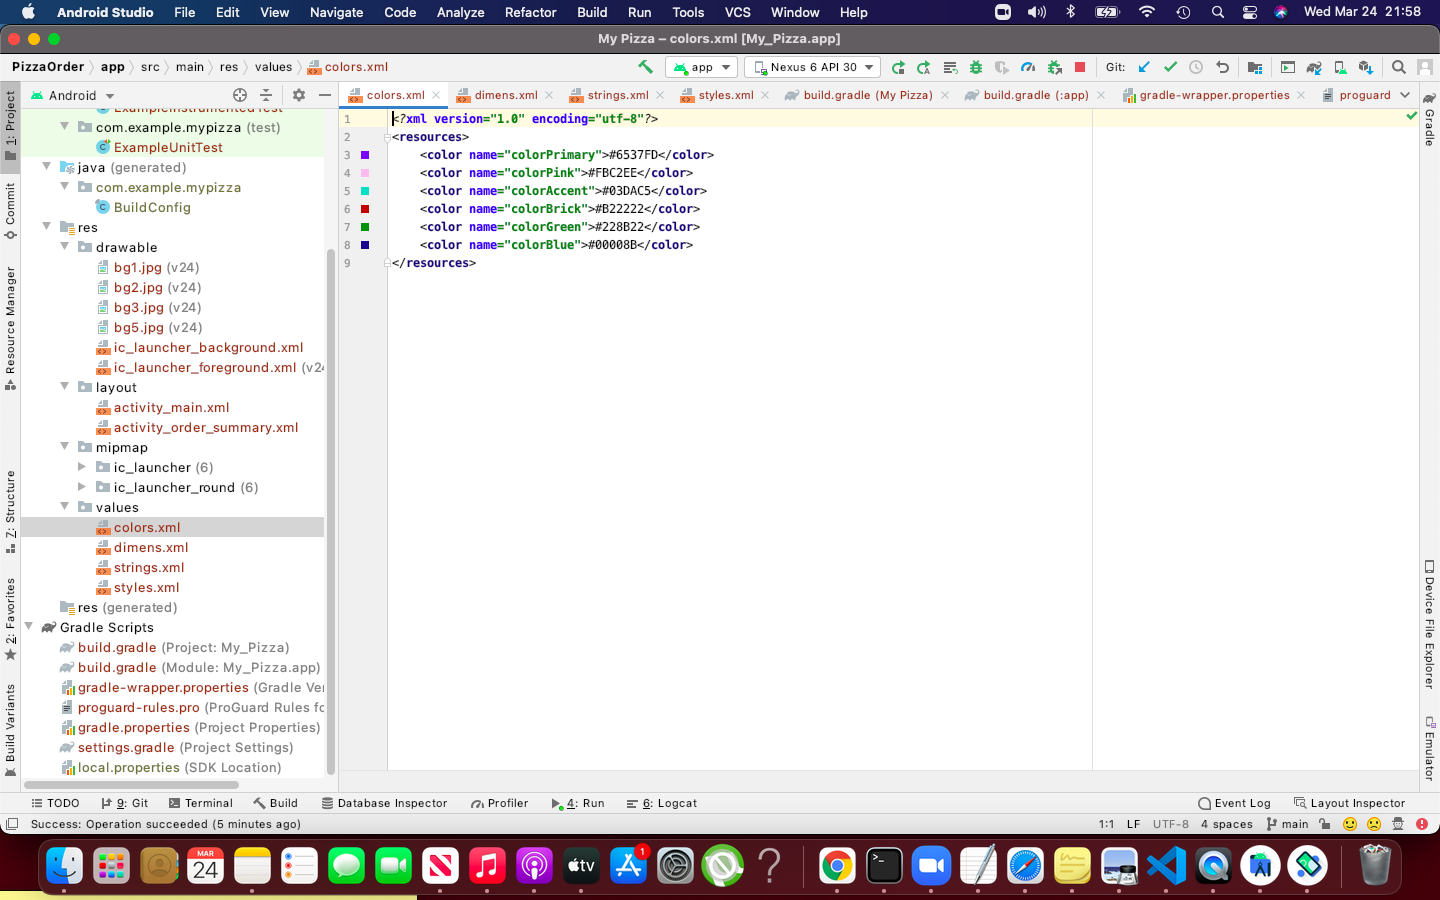 Android Studio File Edit View Navigate Code Analyze Refactor Build Run Tools VCS Window Help Wed Mar 24 21:58
My Pizza – colors.xml [My_Pizza.app]
PizzaOrder app src main res values colors.xml app Nexus 6 API 30 Git:
Android
colors.xml dimens.xml strings.xml styles.xml build.gradle (My Pizza) build.gradle (:app) gradle-wrapper.properties proguard
1: Project
Commit
Resource Manager
Z: Structure
2: Favorites
Build Variants
com.example.mypizza (test)
ExampleUnitTest
java (generated)
com.example.mypizza
BuildConfig
res
drawable
bg1.jpg (v24)
bg2.jpg (v24)
bg3.jpg (v24)
bg5.jpg (v24)
ic_launcher_background.xml
ic_launcher_foreground.xml (v24
layout
activity_main.xml
activity_order_summary.xml
mipmap
ic_launcher (6)
ic_launcher_round (6)
values
colors.xml
dimens.xml
strings.xml
styles.xml
res (generated)
Gradle Scripts
build.gradle (Project: My_Pizza)
build.gradle (Module: My_Pizza.app)
gradle-wrapper.properties (Gradle Ver
proguard-rules.pro (ProGuard Rules fo
gradle.properties (Project Properties)
settings.gradle (Project Settings)
local.properties (SDK Location)
1 <?xml version="1.0" encoding="utf-8"?>
2 <resources>
3 <color name="colorPrimary">#6537FD</color>
4 <color name="colorPink">#FBC2EE</color>
5 <color name="colorAccent">#03DAC5</color>
6 <color name="colorBrick">#B22222</color>
7 <color name="colorGreen">#228B22</color>
8 <color name="colorBlue">#00008B</color>
9 </resources>
Gradle
Device File Explorer
Emulator
TODO 9: Git Terminal Build Database Inspector Profiler 4: Run 6: Logcat Event Log Layout Inspector
Success: Operation succeeded (5 minutes ago) 1:1 LF UTF-8 4 spaces main
MAR
24
tv
1